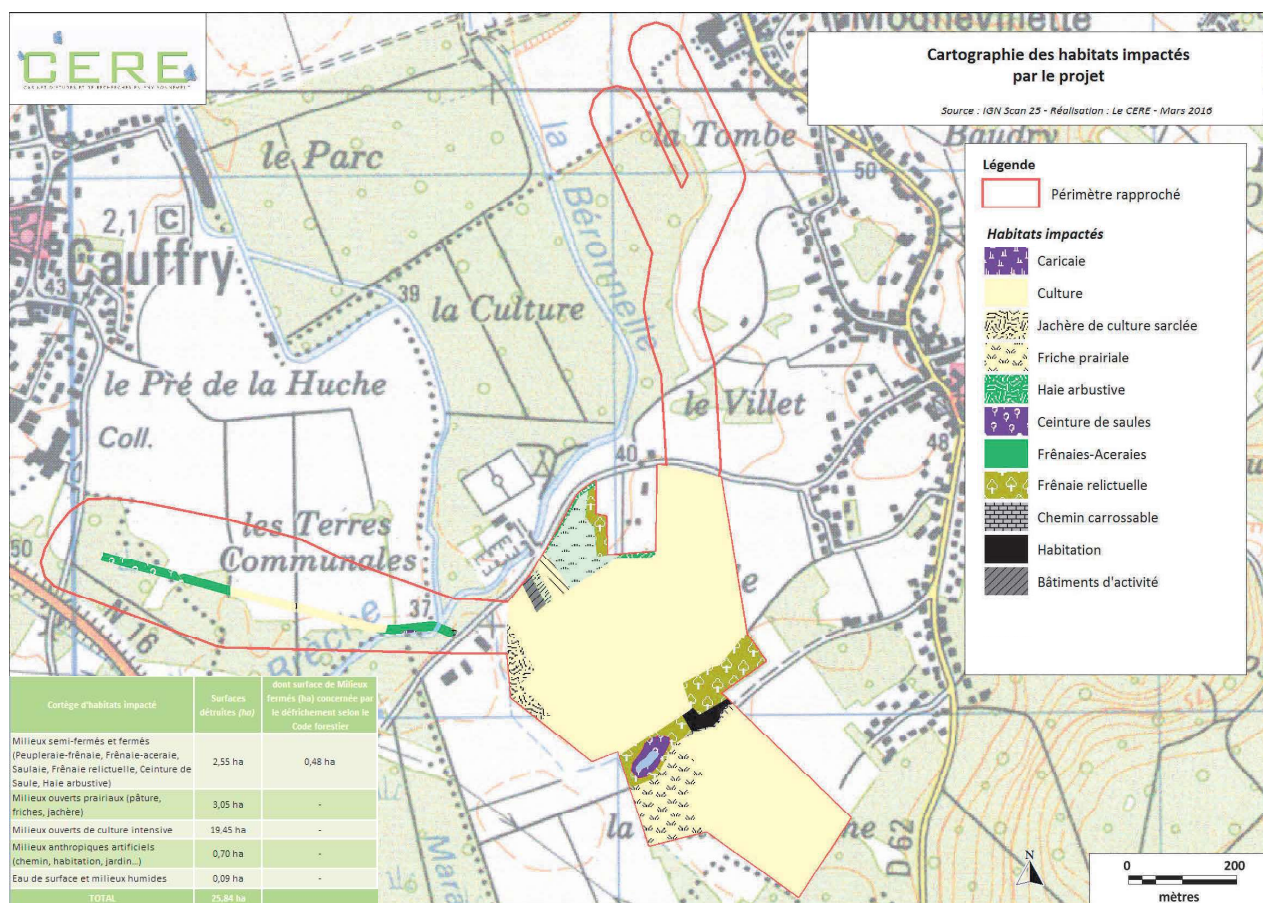 CERE
Cartographie des habitats impactés
par le projet
Source : IGN Scan 25 - Réalisation : Le CERE - Mars 2016
Légende
Périmètre rapproché
Habitats impactés
Caricaie
Culture
Jachère de culture sarclée
Friche prairiale
Haie arbustive
Ceinture de saules
Frênaies-Aceraies
Frênaie relictuelle
Chemin carrossable
Habitation
Bâtiments d'activité
la Tombe
Baudry
50
le Parc
la Béronnelle
2,1 C
Cauffry
43
39
la Culture
le Pré de la Huche
le Villet
Coll.
40
48
les Terres
Communales
50
37
N 16
Brèche
la
D 62
N
0 200
mètres
Cortège d'habitats impacté
Surfaces
détruites (ha)
dont surface de Milieux
fermés (ha) concernée par
le défrichement selon le
Code forestier
Milieux semi-fermés et fermés
(Peupleraie-frênaie, Frênaie-aceraie,
Saulaie, Frênaie relictuelle, Ceinture de
Saule, Haie arbustive)
2,55 ha
0,48 ha
Milieux ouverts prairiaux (pâture,
friches, jachère)
3,05 ha
-
Milieux ouverts de culture intensive
19,45 ha
-
Milieux anthropiques artificiels
(chemin, habitation, jardin...)
0,70 ha
-
Eau de surface et milieux humides
0,09 ha
-
TOTAL
25,84 ha